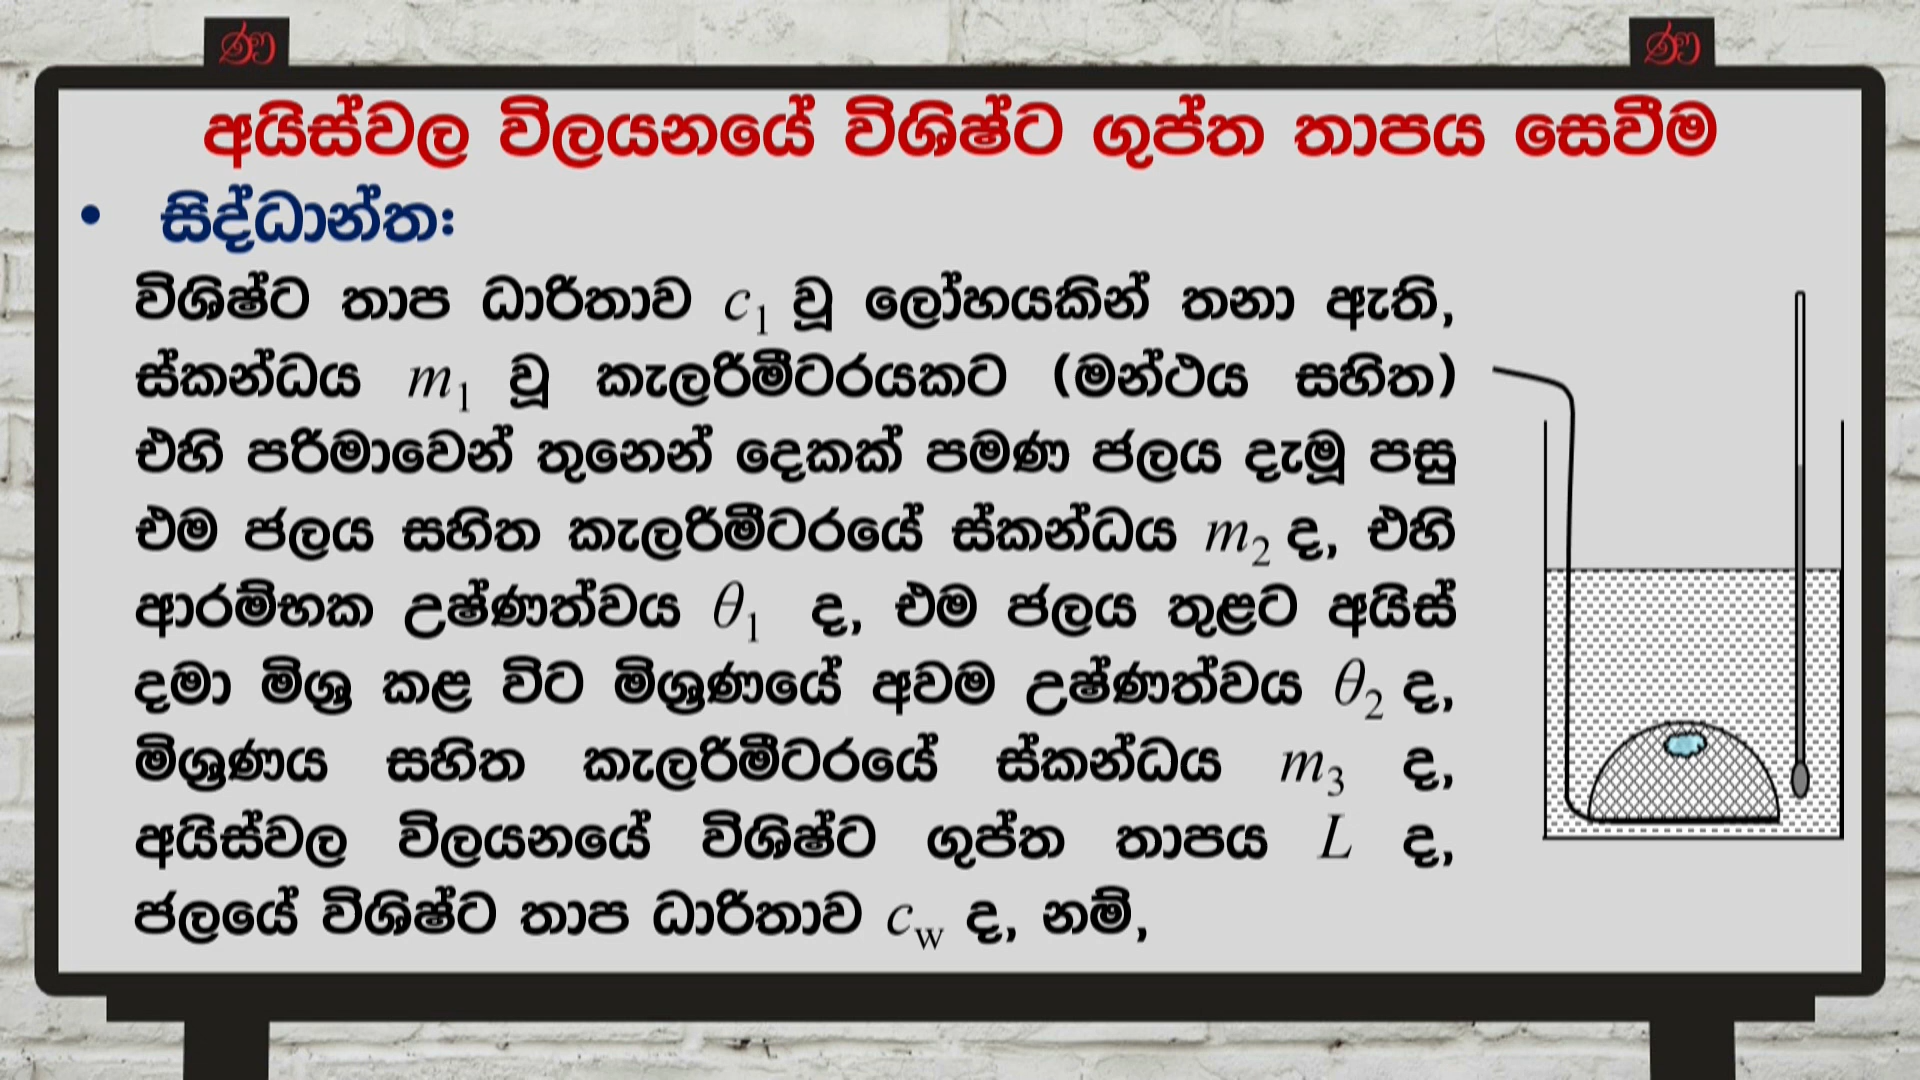 ණ ණ
අයිස්වල විලයනයේ විශිෂ්ට ගුප්ත තාපය සෙවීම
• සිද්ධාන්තඃ
විශිෂ්ට තාප ධාරිතාව c₁ වූ ලෝහයකින් තනා ඇති,
ස්කන්ධය m₁ වූ කැලරිමීටරයකට (මන්ථය සහිත)
එහි පරිමාවෙන් තුනෙන් දෙකක් පමණ ජලය දැමූ පසු
එම ජලය සහිත කැලරිමීටරයේ ස්කන්ධය m₂ ද, එහි
ආරම්භක උෂ්ණත්වය θ₁ ද, එම ජලය තුළට අයිස්
දමා මිශ්‍ර කළ විට මිශ්‍රණයේ අවම උෂ්ණත්වය θ₂ ද,
මිශ්‍රණය සහිත කැලරිමීටරයේ ස්කන්ධය m₃ ද,
අයිස්වල විලයනයේ විශිෂ්ට ගුප්ත තාපය L ද,
ජලයේ විශිෂ්ට තාප ධාරිතාව c_w ද, නම්,